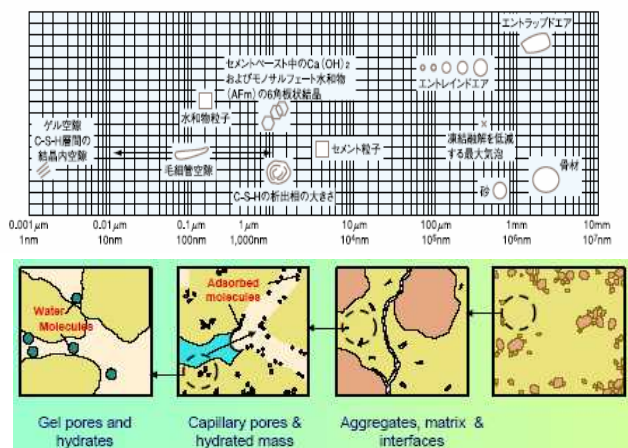 エントラップドエア
セメントペースト中のCa(OH)₂
およびモノサルフェート水和物
(AFm)の6角板状結晶
エントレインドエア
ゲル空隙
C-S-H層間の
結晶内空隙
水和物粒子
毛細管空隙
セメント粒子
×
凍結融解を低減
する最大気泡
骨材
C-S-Hの析出相の大きさ
砂
0.001μm 0.1μm 1μm 10mm
1nm 10nm 100nm 1,000nm 10⁴nm 10⁵nm 10⁶nm 10⁷nm
Water
Molecules
Adsorbed
molecules
Gel pores and
hydrates
Capillary pores &
hydrated mass
Aggregates, matrix &
interfaces